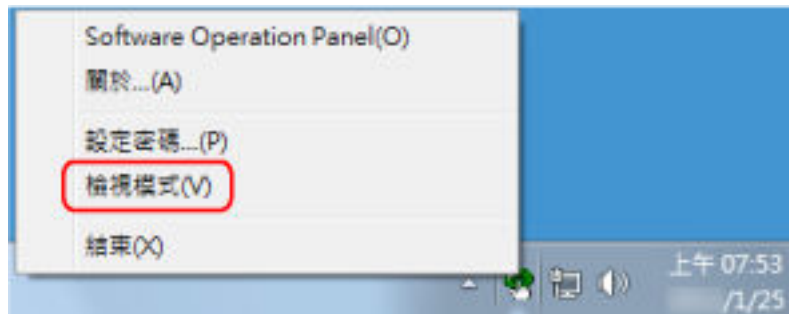 Software Operation Panel(O)
關於...(A)
設定密碼...(P)
檢視模式(V)
結束(X)
上午 07:53
/1/25